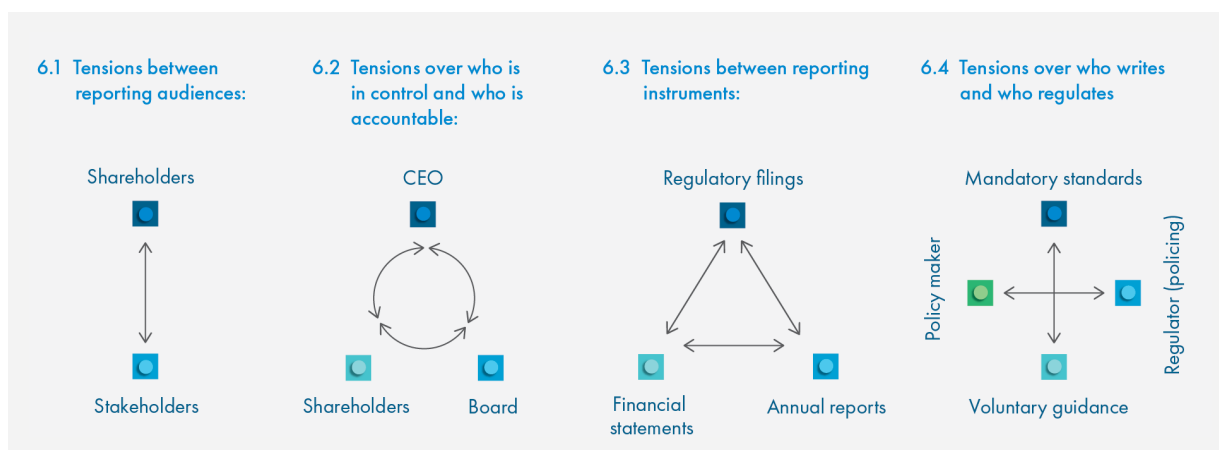 6.1 Tensions between
reporting audiences:
Shareholders
Stakeholders
6.2 Tensions over who is
in control and who is
accountable:
CEO
Shareholders
Board
6.3 Tensions between reporting
instruments:
Regulatory filings
Financial
statements
Annual reports
6.4 Tensions over who writes
and who regulates
Mandatory standards
Policy maker
Regulator (policing)
Voluntary guidance